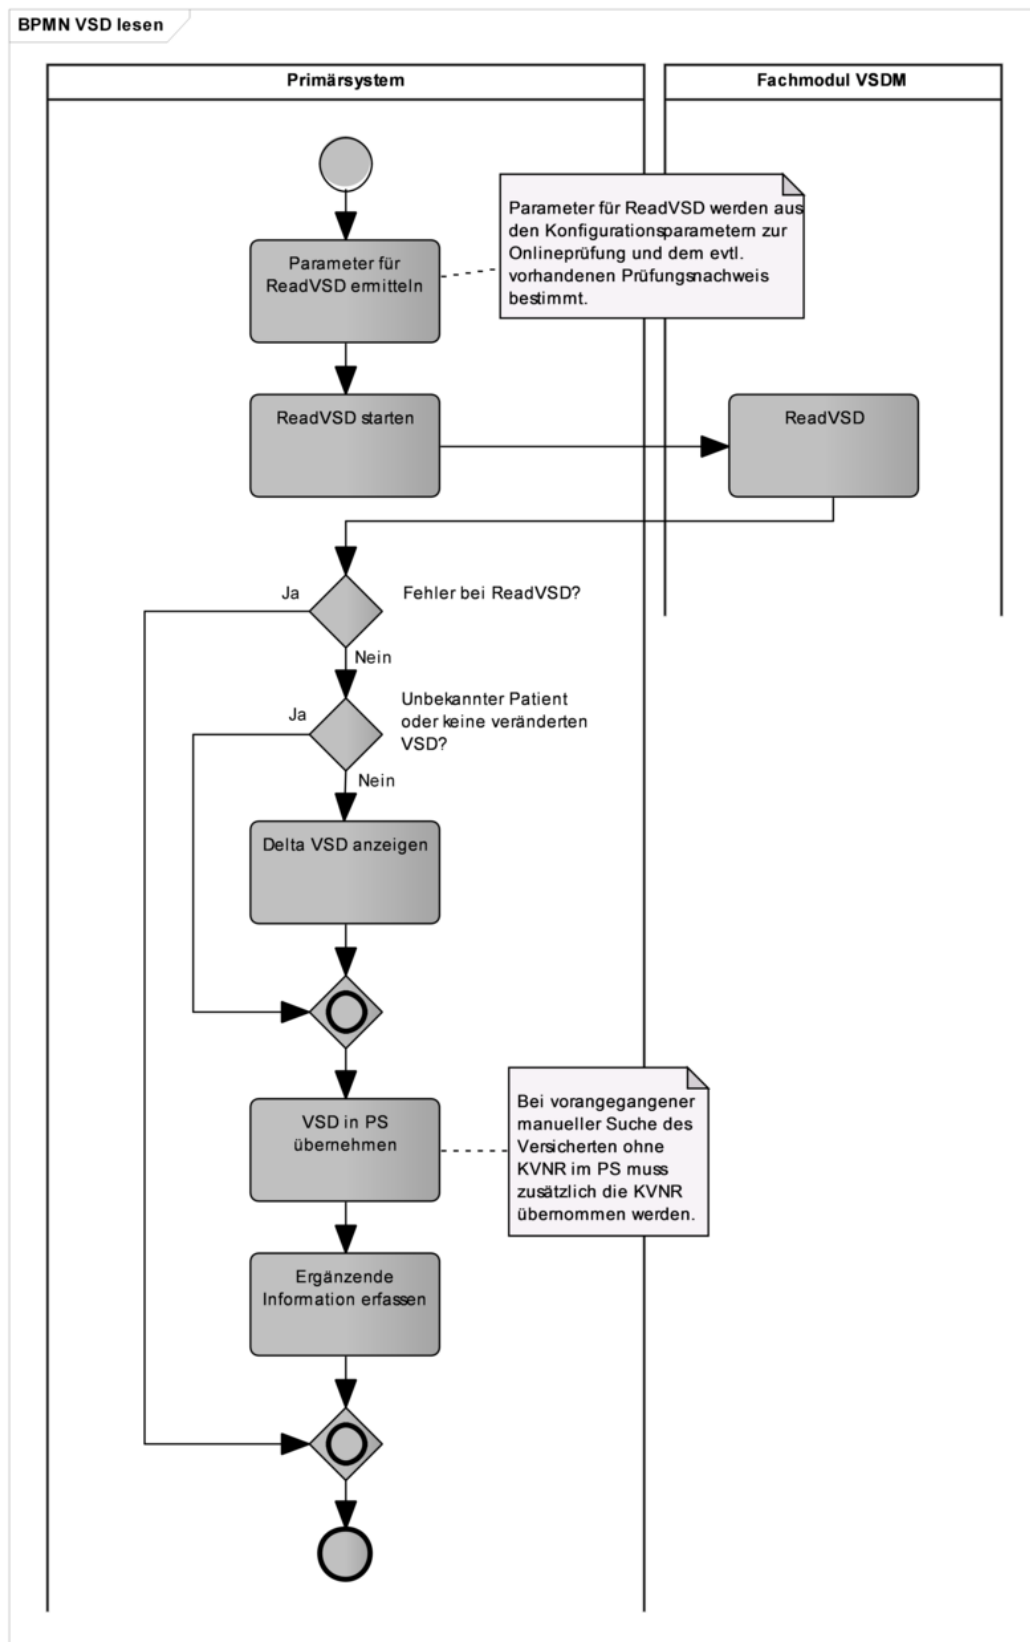 BPMN VSD lesen
Primärsystem
Fachmodul VSDM
Parameter für ReadVSD werden aus
den Konfigurationsparametern zur
Onlineprüfung und dem evtl.
vorhandenen Prüfungsnachweis
bestimmt.
Parameter für
ReadVSD ermitteln
ReadVSD starten
ReadVSD
Ja
Fehler bei ReadVSD?
Nein
Unbekannter Patient
oder keine veränderten
VSD?
Ja
Nein
Delta VSD anzeigen
VSD in PS
übernehmen
Bei vorangegangener
manueller Suche des
Versicherten ohne
KVNR im PS muss
zusätzlich die KVNR
übernommen werden.
Ergänzende
Information erfassen